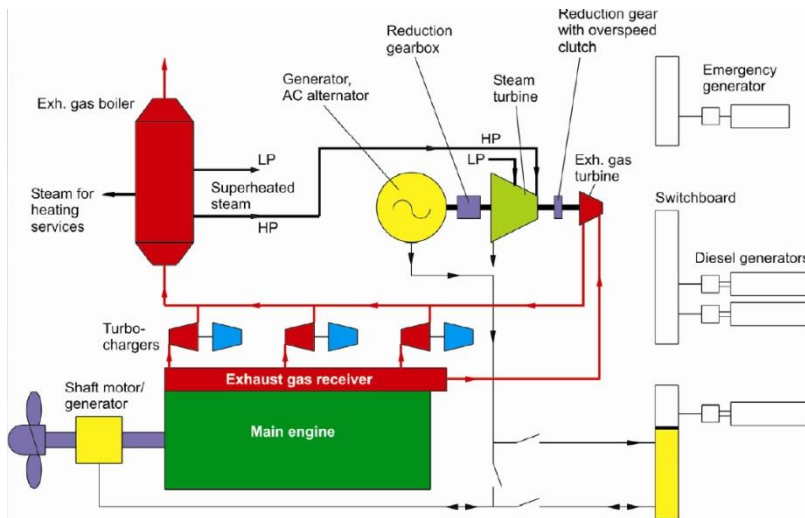 Reduction
gearbox
Reduction gear
with overspeed
clutch
Generator,
AC alternator
Steam
turbine
Emergency
generator
Exh. gas boiler
HP
LP
LP
Exh. gas
turbine
Steam for
heating
services
Superheated
steam
HP
Switchboard
Diesel generators
Turbo-
chargers
Exhaust gas receiver
Shaft motor/
generator
Main engine